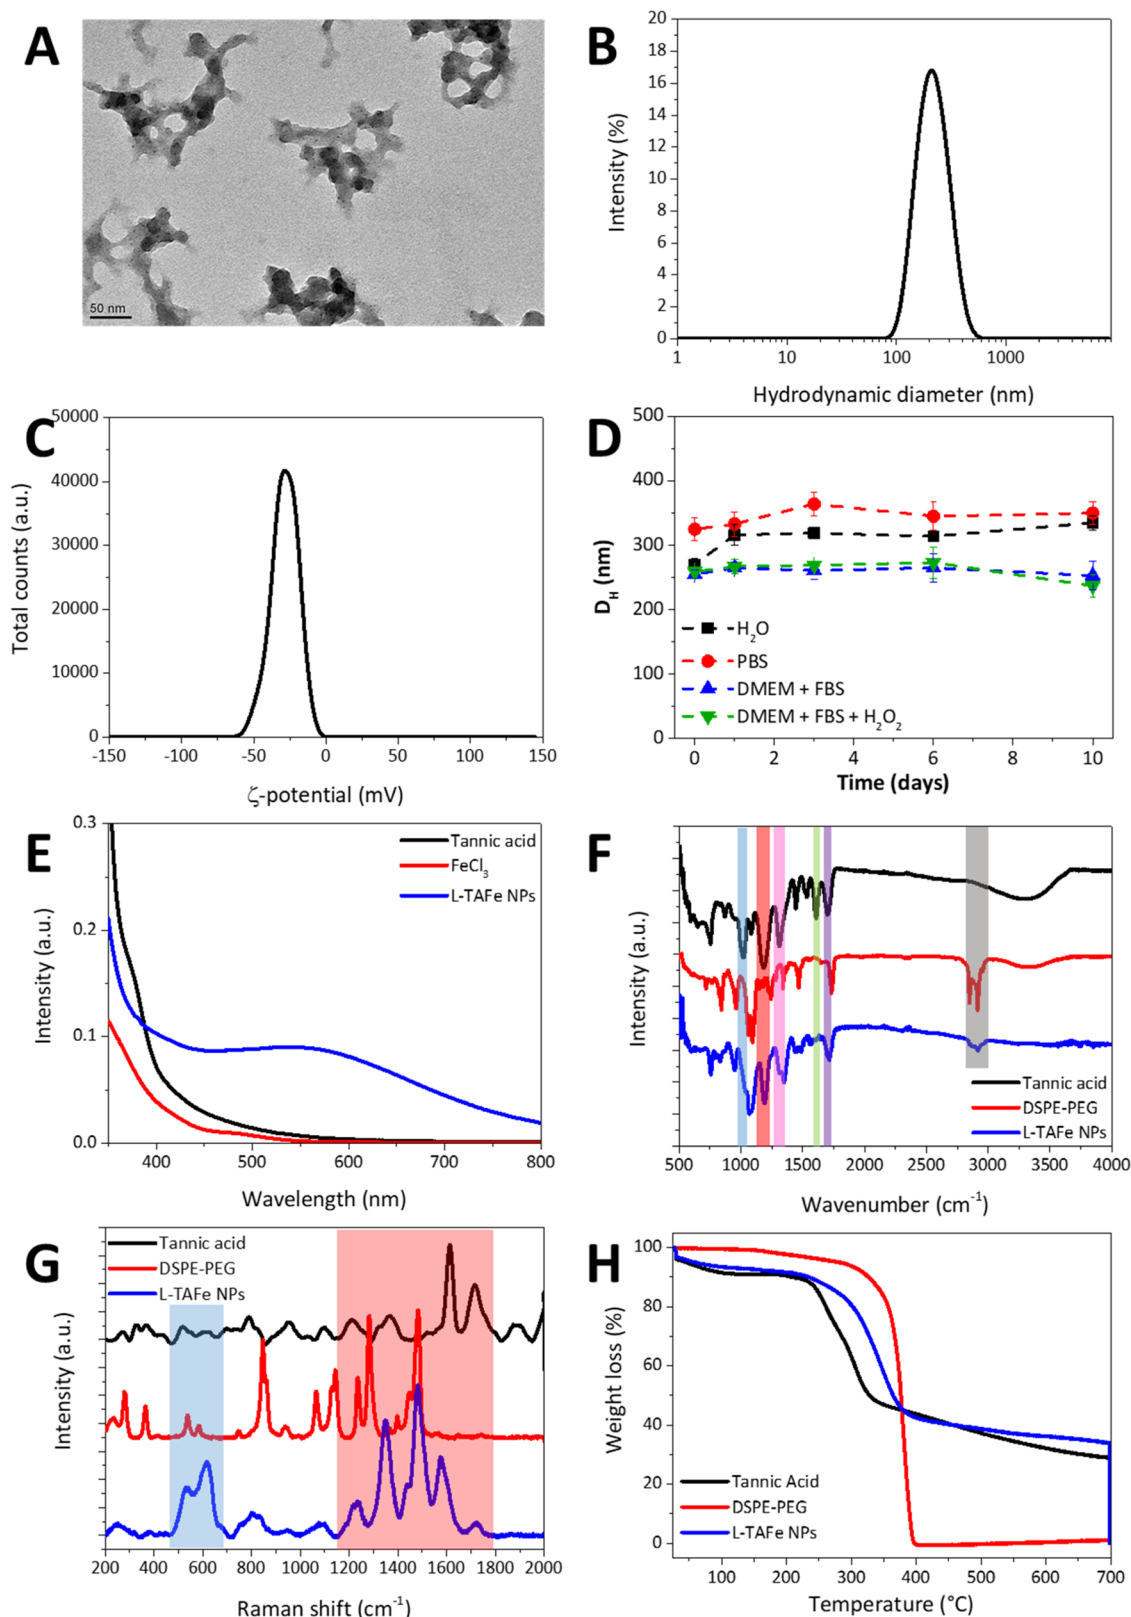 A
50 nm
B
20
18
16
14
12
10
8
6
4
2
0
Intensity (%)
1
10
100
1000
Hydrodynamic diameter (nm)
C
50000
40000
30000
20000
10000
0
Total counts (a.u.)
-150
-100
-50
0
50
100
150
ζ-potential (mV)
D
500
400
300
200
100
0
D_H (nm)
H₂O
PBS
DMEM + FBS
DMEM + FBS + H₂O₂
0
2
4
6
8
10
Time (days)
E
0.3
0.2
0.1
0.0
Intensity (a.u.)
Tannic acid
FeCl₃
L-TAFe NPs
400
500
600
700
800
Wavelength (nm)
F
Intensity (a.u.)
Tannic acid
DSPE-PEG
L-TAFe NPs
500
1000
1500
2000
2500
3000
3500
4000
Wavenumber (cm⁻¹)
G
Tannic acid
DSPE-PEG
L-TAFe NPs
Intensity (a.u.)
200
400
600
800
1000
1200
1400
1600
1800
2000
Raman shift (cm⁻¹)
H
100
80
60
40
20
0
Weight loss (%)
Tannic Acid
DSPE-PEG
L-TAFe NPs
100
200
300
400
500
600
700
Temperature (°C)